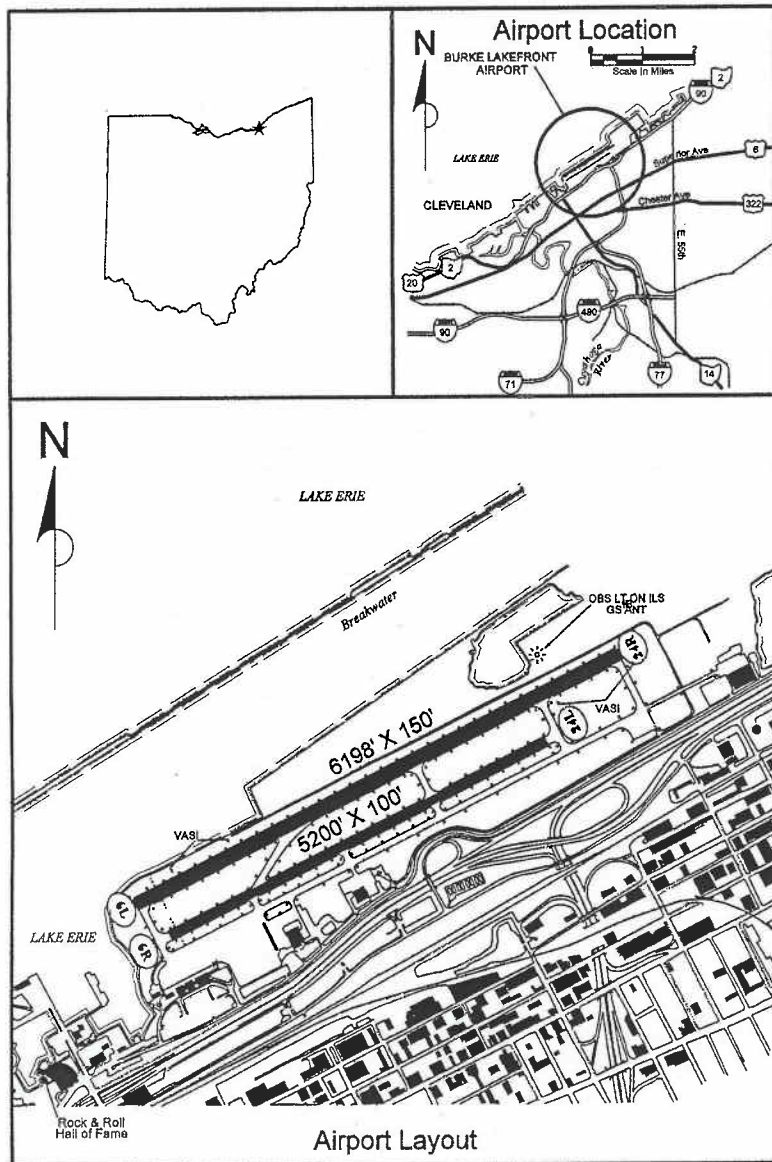 Airport Location
N
BURKE LAKEFRONT
AIRPORT
0 1 2
Scale In Miles
2
90
LAKE ERIE
Superior Ave
6
CLEVELAND
Chester Ave
322
E. 55th
2
20
490
90
Cuyahoga
River
71
77
14
N
LAKE ERIE
Breakwater
OBS LT ON ILS
GS ANT
24R
VASI
24L
6198' X 150'
5200' X 100'
VASI
6L
6R
LAKE ERIE
Rock & Roll
Hall of Fame
Airport Layout